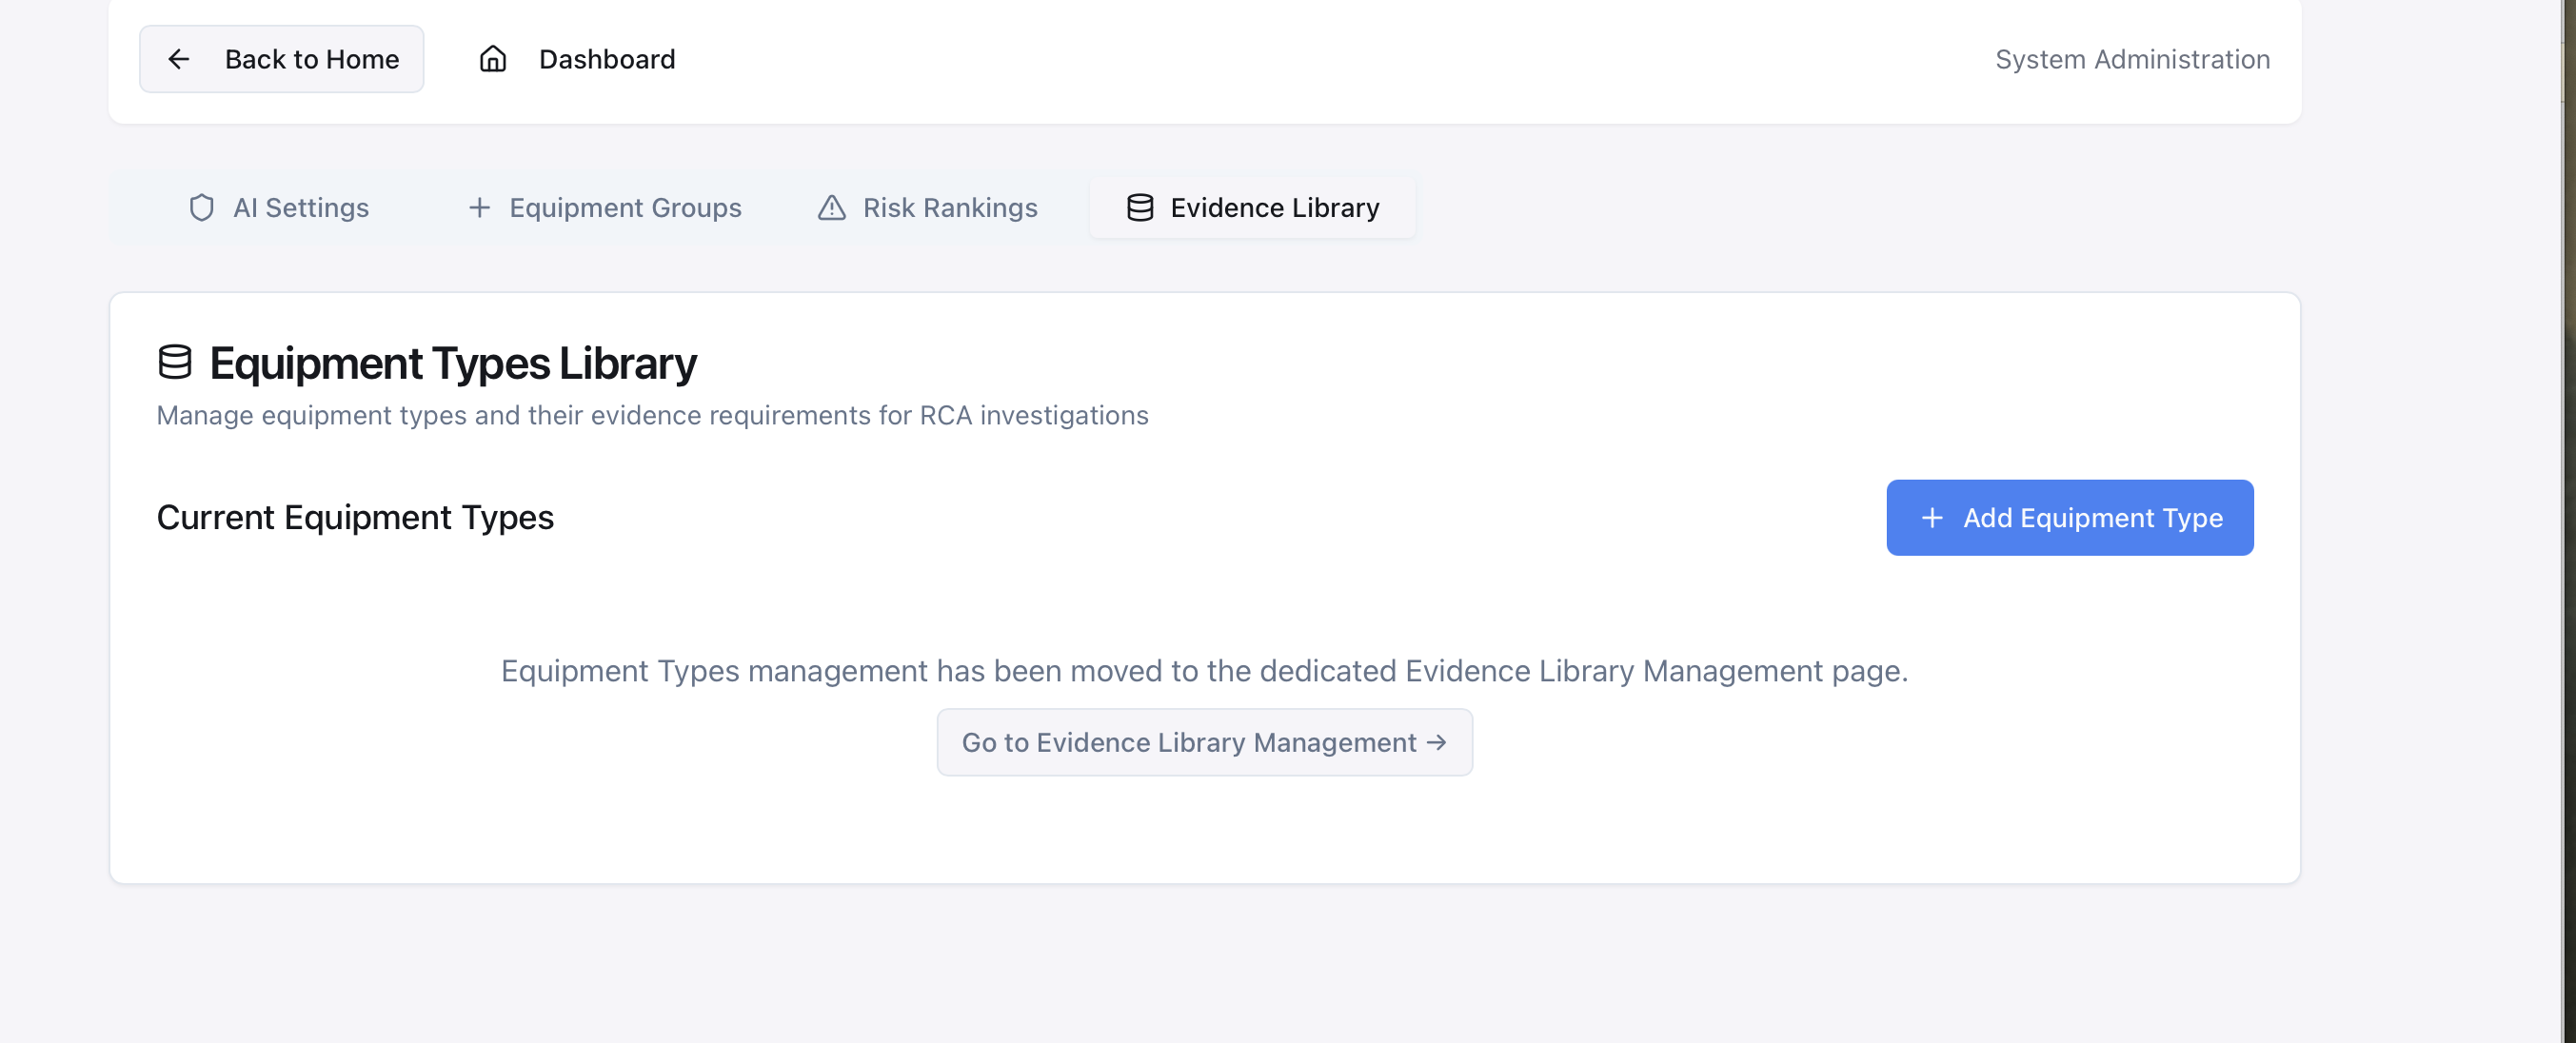 Back to Home
Dashboard
System Administration
AI Settings
Equipment Groups
Risk Rankings
Evidence Library
Equipment Types Library
Manage equipment types and their evidence requirements for RCA investigations
Current Equipment Types
Add Equipment Type
Equipment Types management has been moved to the dedicated Evidence Library Management page.
Go to Evidence Library Management →